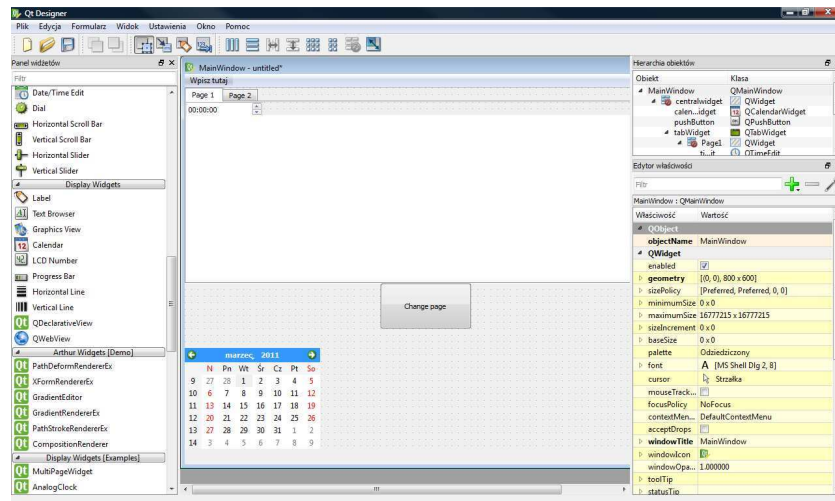 Qt Designer
Plik Edycja Formularz Widok Ustawienia Okno Pomoc
Panel widżetów
Filtr
Date/Time Edit
Dial
Horizontal Scroll Bar
Vertical Scroll Bar
Horizontal Slider
Vertical Slider
Display Widgets
Label
Text Browser
Graphics View
Calendar
LCD Number
Progress Bar
Horizontal Line
Vertical Line
QDeclarativeView
QWebView
Arthur Widgets [Demo]
PathDeformRendererEx
XFormRendererEx
GradientEditor
GradientRendererEx
PathStrokeRendererEx
CompositionRenderer
Display Widgets [Examples]
MultiPageWidget
AnalogClock
MainWindow - untitled*
Wpisz tutaj
Page 1 Page 2
00:00:00
Change page
marzec, 2011
N Pn Wt Śr Cz Pt So
9 27 28 1 2 3 4 5
10 6 7 8 9 10 11 12
11 13 14 15 16 17 18 19
12 20 21 22 23 24 25 26
13 27 28 29 30 31 1 2
14 3 4 5 6 7 8 9
Hierarchia obiektów
Obiekt Klasa
MainWindow QMainWindow
centralwidget QWidget
calen...idget QCalendarWidget
pushButton QPushButton
tabWidget QTabWidget
Page1 QWidget
ti...it QTimeEdit
Edytor właściwości
Filtr
MainWindow : QMainWindow
Właściwość Wartość
QObject
objectName MainWindow
QWidget
enabled
geometry [(0, 0), 800 x 600]
sizePolicy [Preferred, Preferred, 0, 0]
minimumSize 0 x 0
maximumSize 16777215 x 16777215
sizeIncrement 0 x 0
baseSize 0 x 0
palette Odziedziczony
font A [MS Shell Dlg 2, 8]
cursor Strzałka
mouseTrack...
focusPolicy NoFocus
contextMen... DefaultContextMenu
acceptDrops
windowTitle MainWindow
windowIcon
windowOpa... 1.000000
toolTip
statusTip